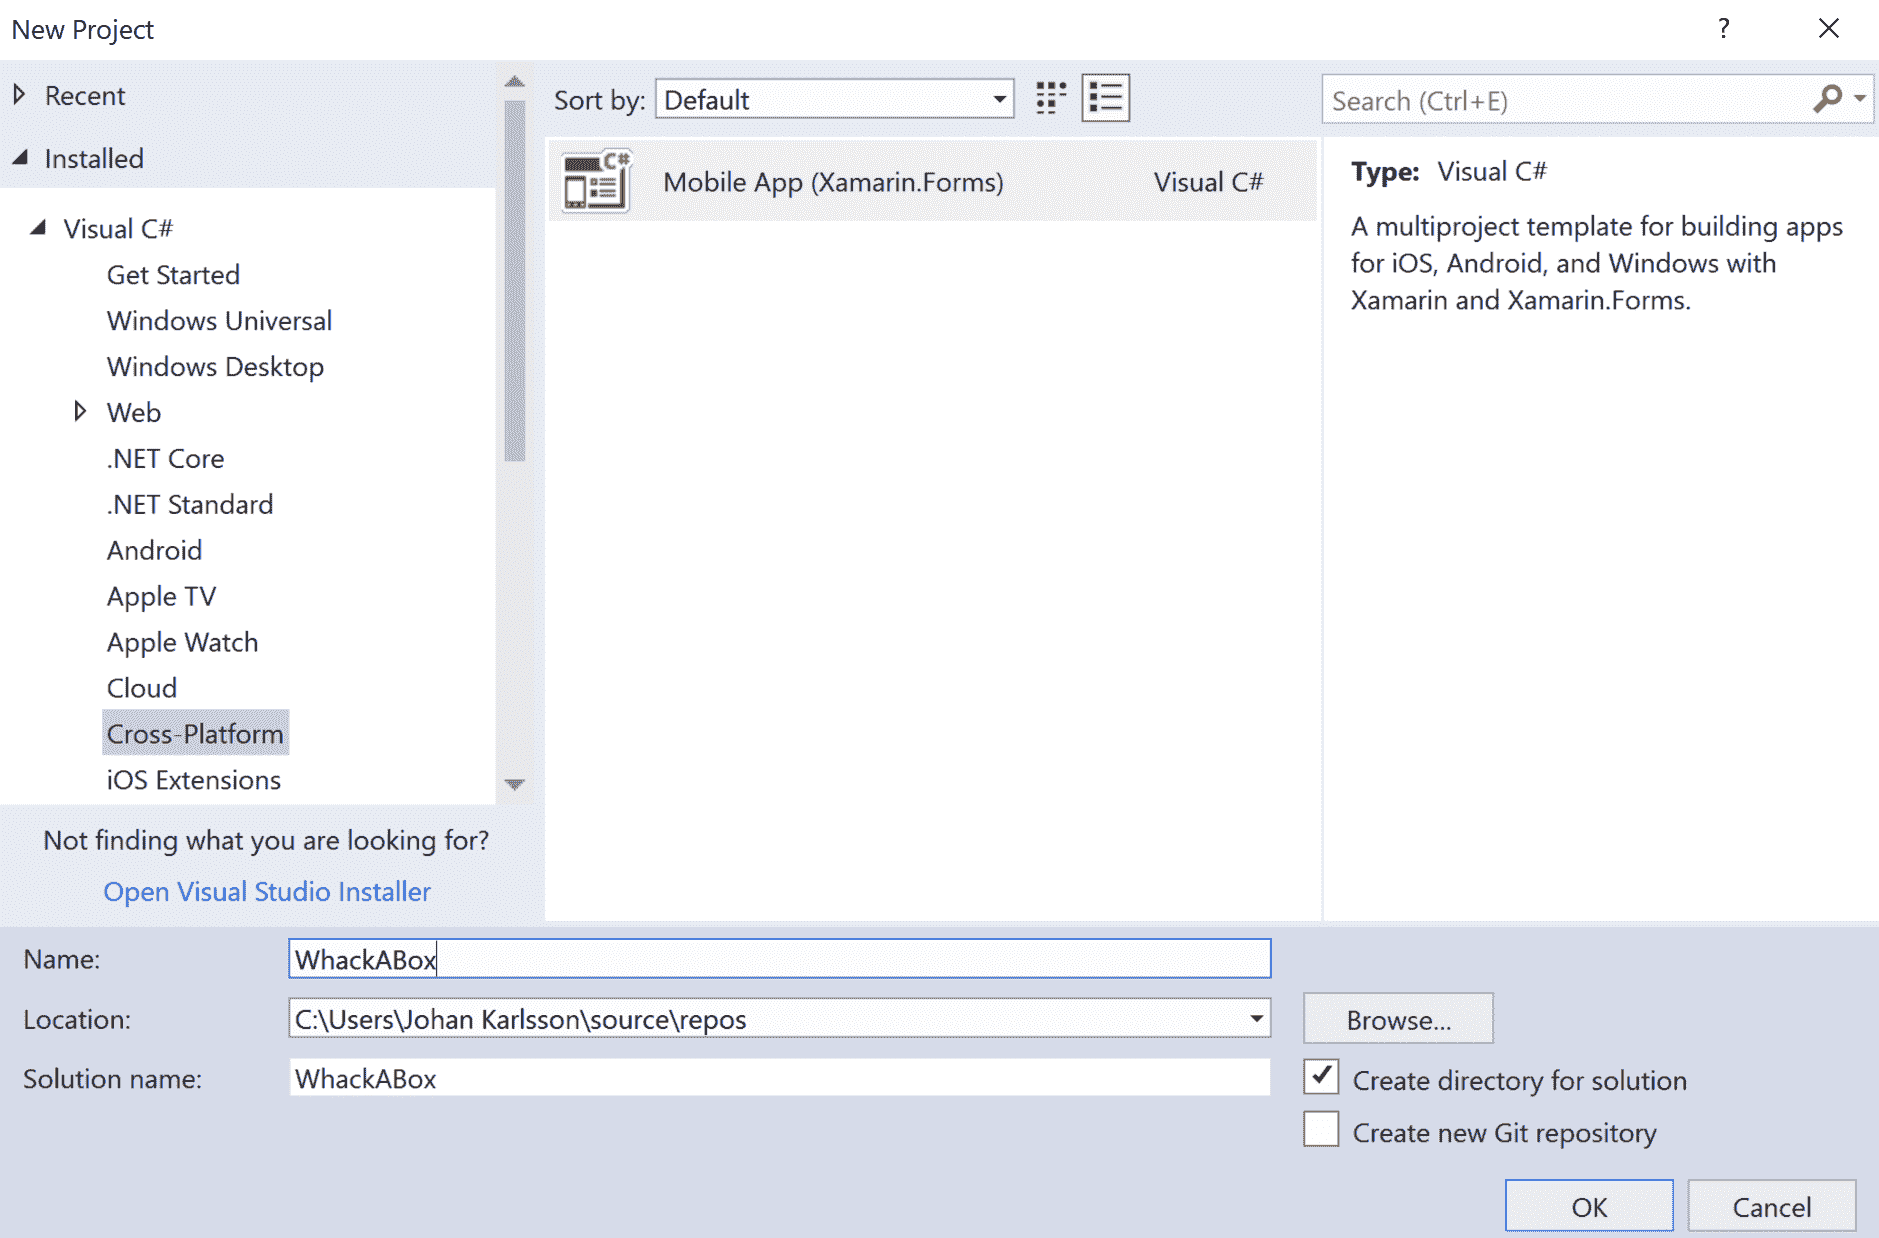 New Project
?
Recent
Installed
Visual C#
Get Started
Windows Universal
Windows Desktop
Web
.NET Core
.NET Standard
Android
Apple TV
Apple Watch
Cloud
Cross-Platform
iOS Extensions
Not finding what you are looking for?
Open Visual Studio Installer
Sort by: Default
C# Mobile App (Xamarin.Forms) Visual C#
Search (Ctrl+E)
Type: Visual C#
A multiproject template for building apps
for iOS, Android, and Windows with
Xamarin and Xamarin.Forms.
Name: WhackABox
Location: C:\Users\Johan Karlsson\source\repos
Browse...
Solution name: WhackABox
Create directory for solution
Create new Git repository
OK
Cancel